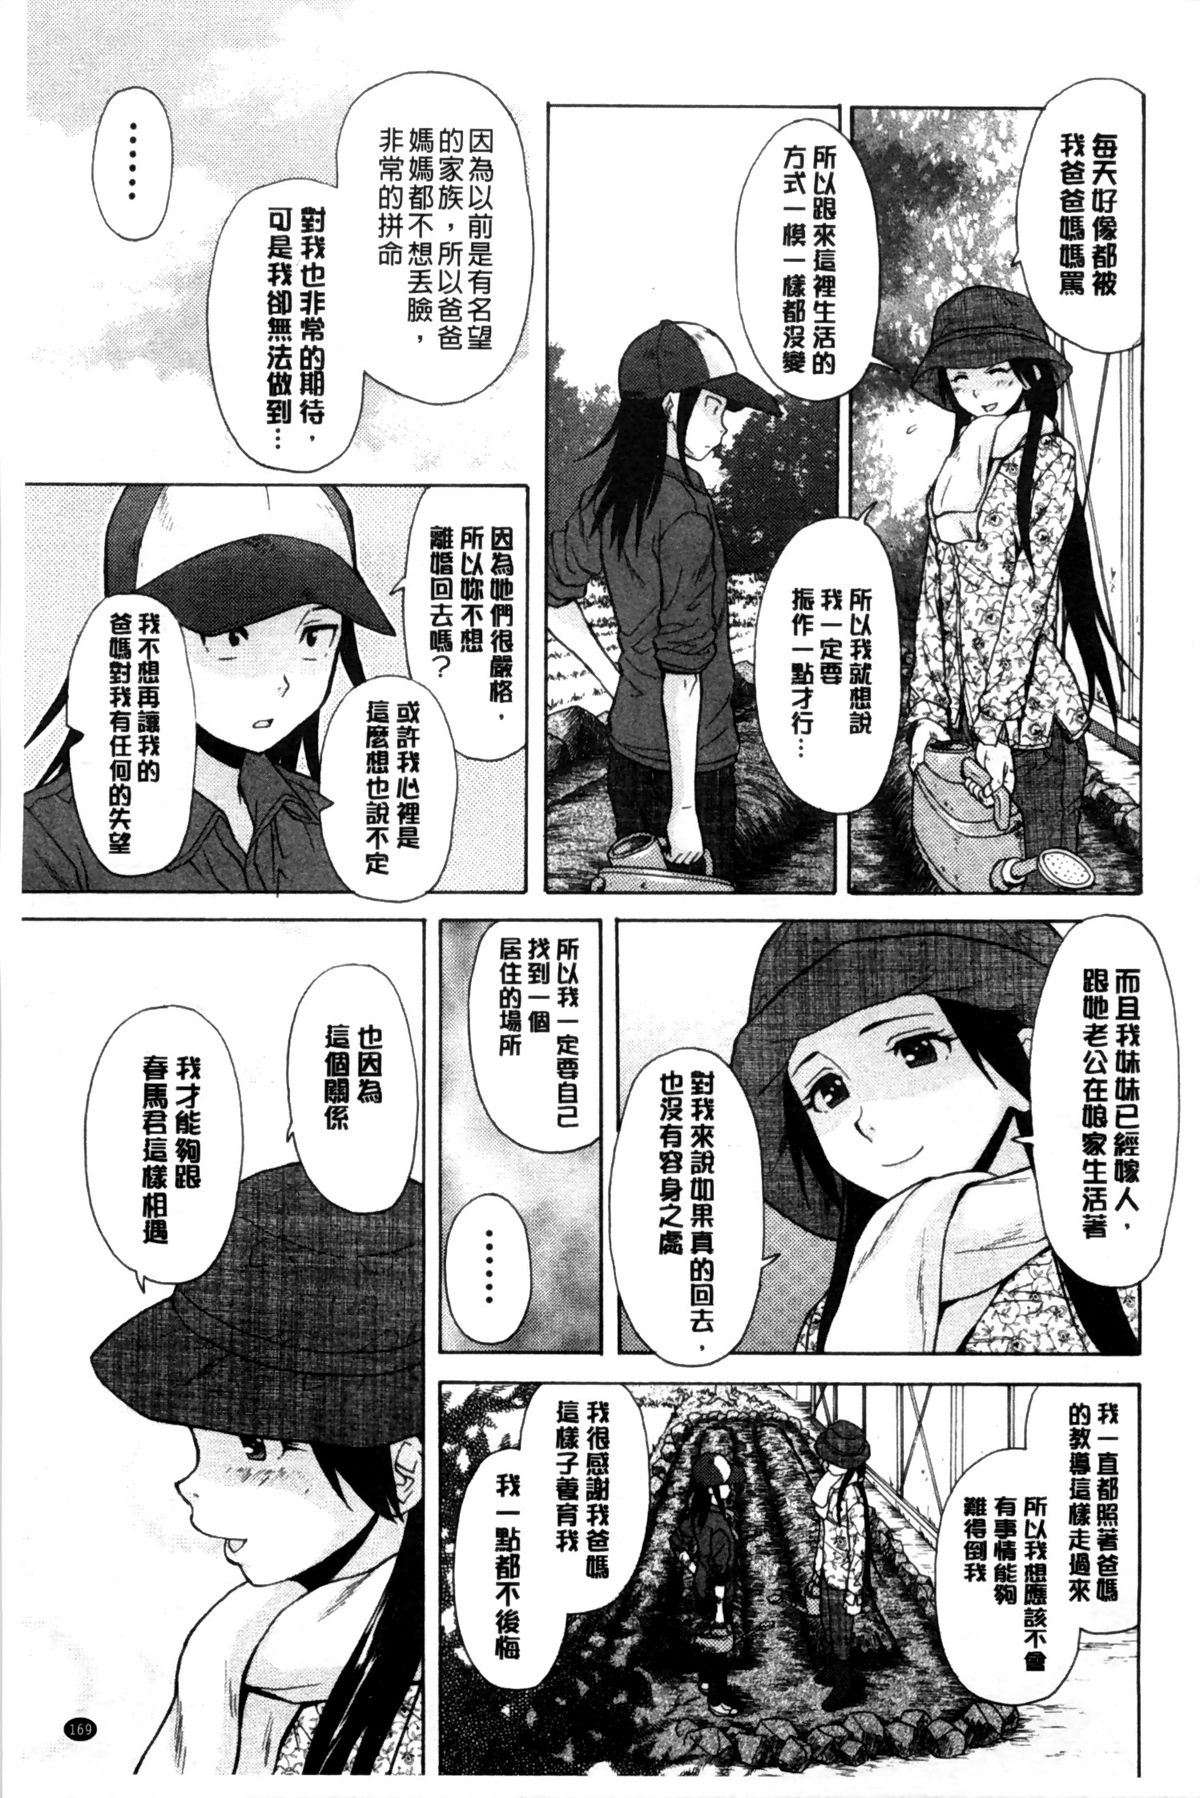 每天好像都被
我爸爸媽媽罵
所以跟來這裡生活的
方式一模一樣都沒變
所以我就想說
我一定要
振作一點才行…
因為以前是有名望
的家族，所以爸爸
媽媽都不想丟臉，
非常的拼命
對我也非常的期待，
可是我卻無法做到…
……
因為她們很嚴格，
所以妳不想
離婚回去嗎？
或許我心裡是
這麼想也說不定
我不想再讓我的
爸媽對我有任何的失望
而且我妹妹已經嫁人，
跟她老公在娘家生活著
對我來說如果真的回去，
也沒有容身之處
所以我一定要自己
找到一個
居住的場所
……
也因為
這個關係
我才能夠跟
春馬君這樣相遇
我一直都照著爸媽
的教導這樣走過來
所以我想應該不會
有事情能夠
難得倒我
我很感謝我爸媽
這樣子養育我
我一點都不後悔
169